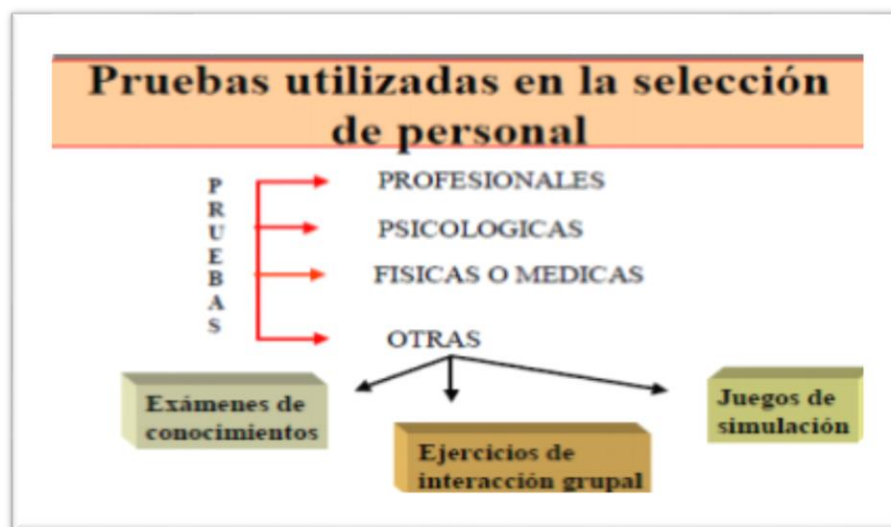 Pruebas utilizadas en la selección
de personal
PRUEBAS
PROFESIONALES
PSICOLOGICAS
FISICAS O MEDICAS
OTRAS
Exámenes de
conocimientos
Ejercicios de
interacción grupal
Juegos de
simulación